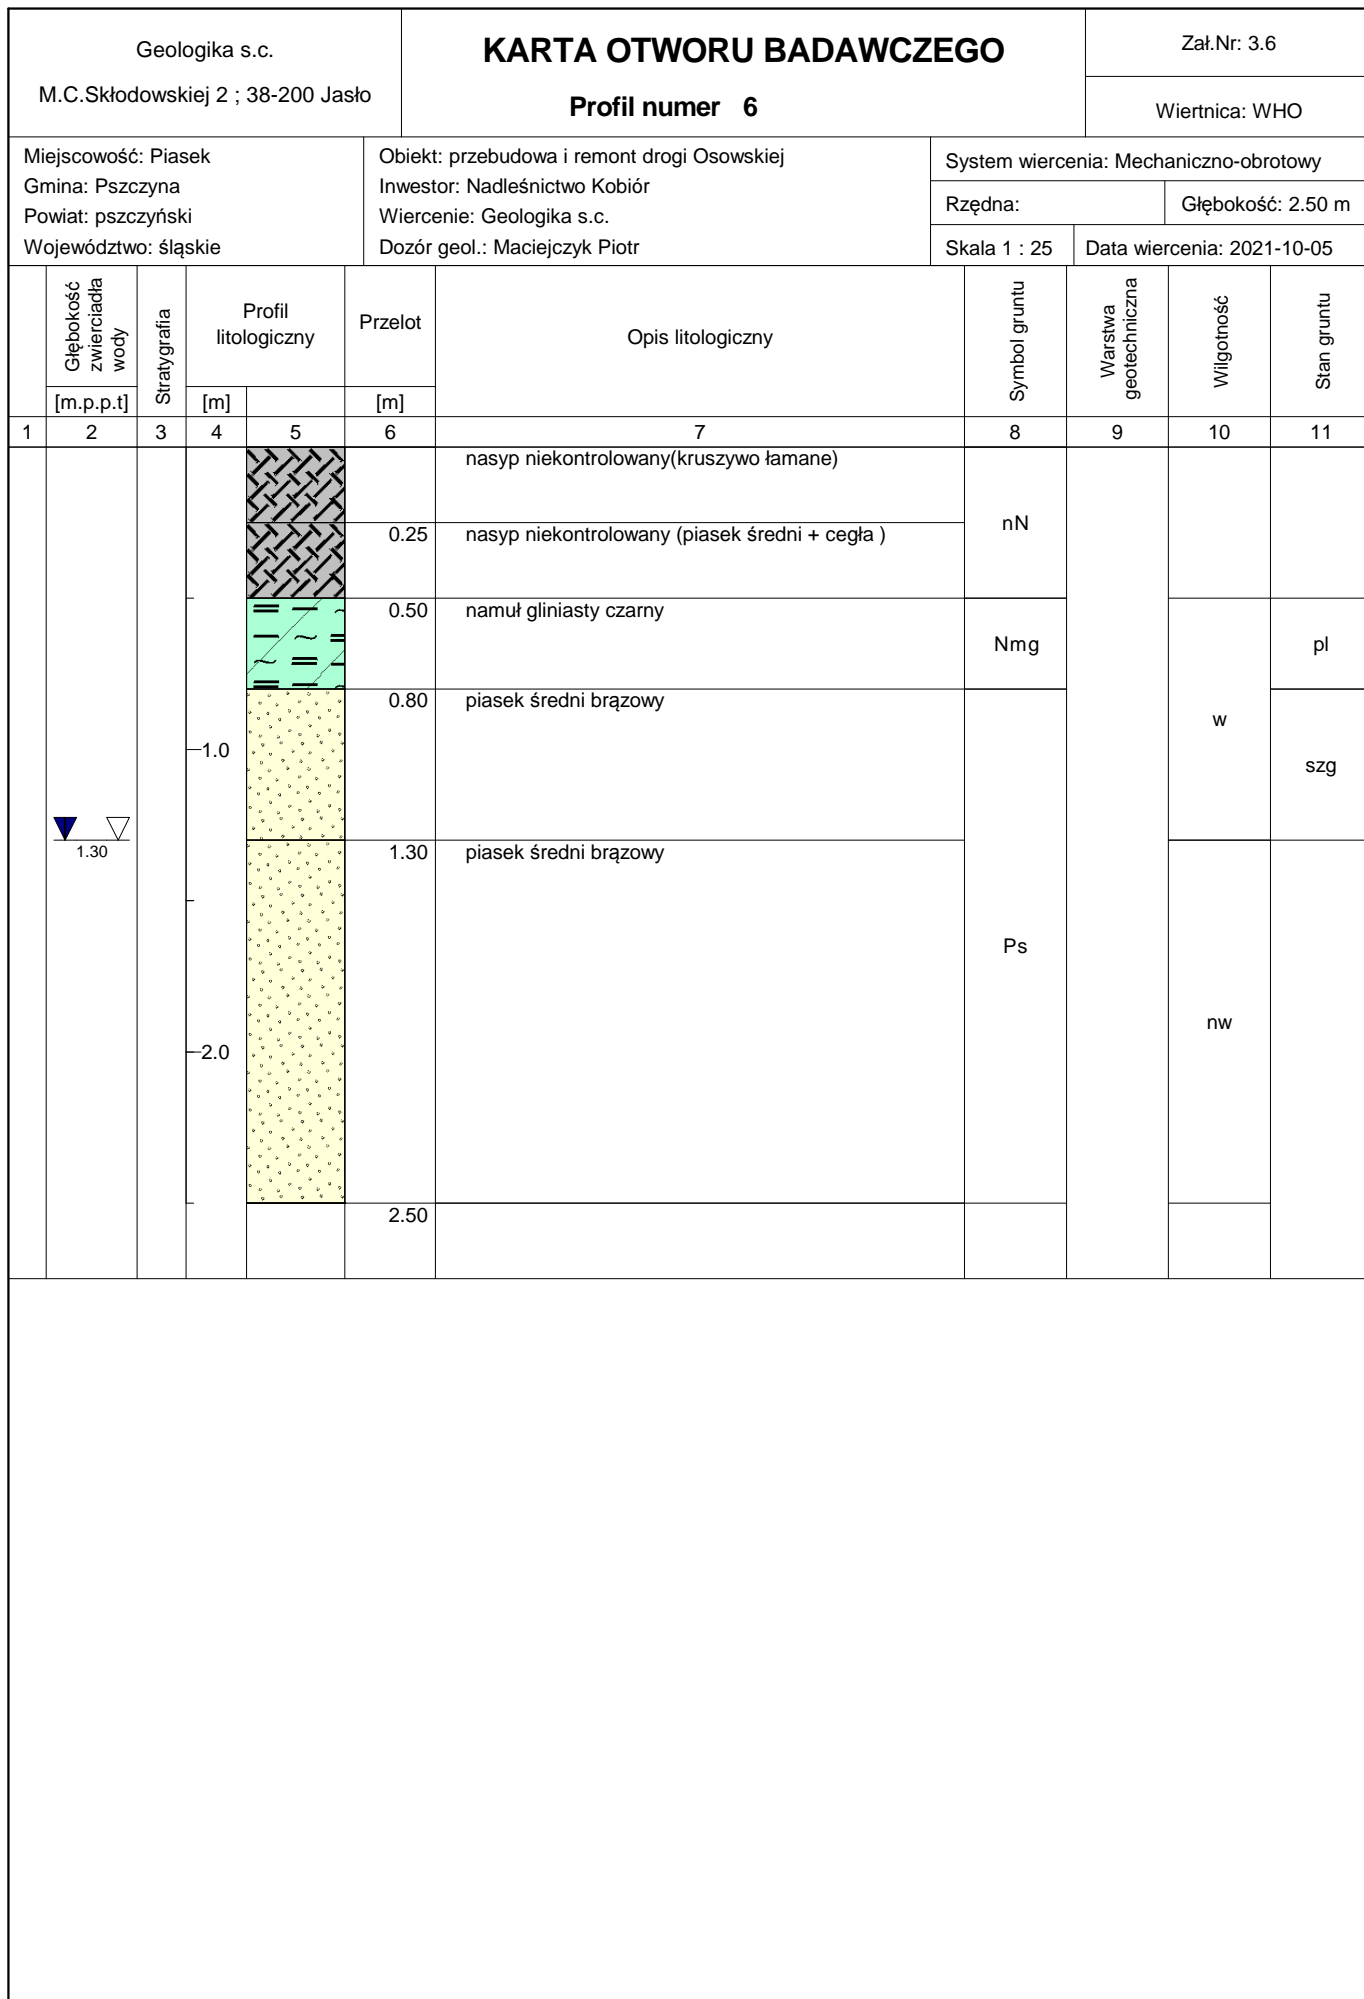 Geologika s.c.
M.C.Skłodowskiej 2 ; 38-200 Jasło
KARTA OTWORU BADAWCZEGO
Profil numer 6
Zał.Nr: 3.6
Wiertnica: WHO
Miejscowość: Piasek
Gmina: Pszczyna
Powiat: pszczyński
Województwo: śląskie
Obiekt: przebudowa i remont drogi Osowskiej
Inwestor: Nadleśnictwo Kobiór
Wiercenie: Geologika s.c.
Dozór geol.: Maciejczyk Piotr
System wiercenia: Mechaniczno-obrotowy
Rzędna:
Głębokość: 2.50 m
Skala 1 : 25
Data wiercenia: 2021-10-05
Głębokość
zwierciadła
wody
[m.p.p.t]
Stratygrafia
Profil
litologiczny
[m]
Przelot
[m]
Opis litologiczny
Symbol gruntu
Warstwa
geotechniczna
Wilgotność
Stan gruntu
1 2 3 4 5 6 7 8 9 10 11
nasyp niekontrolowany(kruszywo łamane)
nN
0.25 nasyp niekontrolowany (piasek średni + cegła )
0.50 namuł gliniasty czarny
Nmg
pl
0.80 piasek średni brązowy
w
1.0
szg
1.30
1.30 piasek średni brązowy
Ps
nw
2.0
2.50